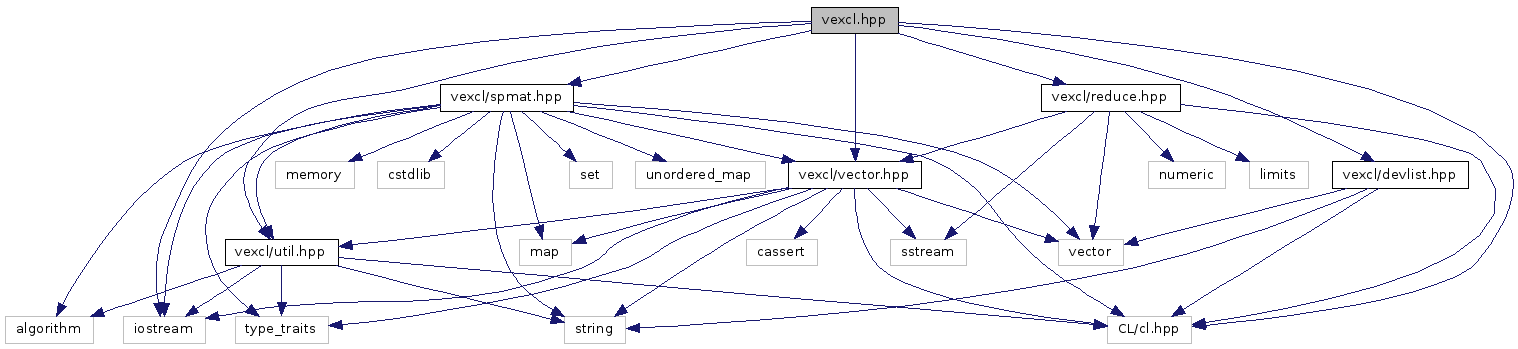 vexcl.hpp
vexcl/spmat.hpp
vexcl/reduce.hpp
memory
cstdlib
set
unordered_map
vexcl/vector.hpp
numeric
limits
vexcl/devlist.hpp
vexcl/util.hpp
map
cassert
sstream
vector
algorithm
iostream
type_traits
string
CL/cl.hpp